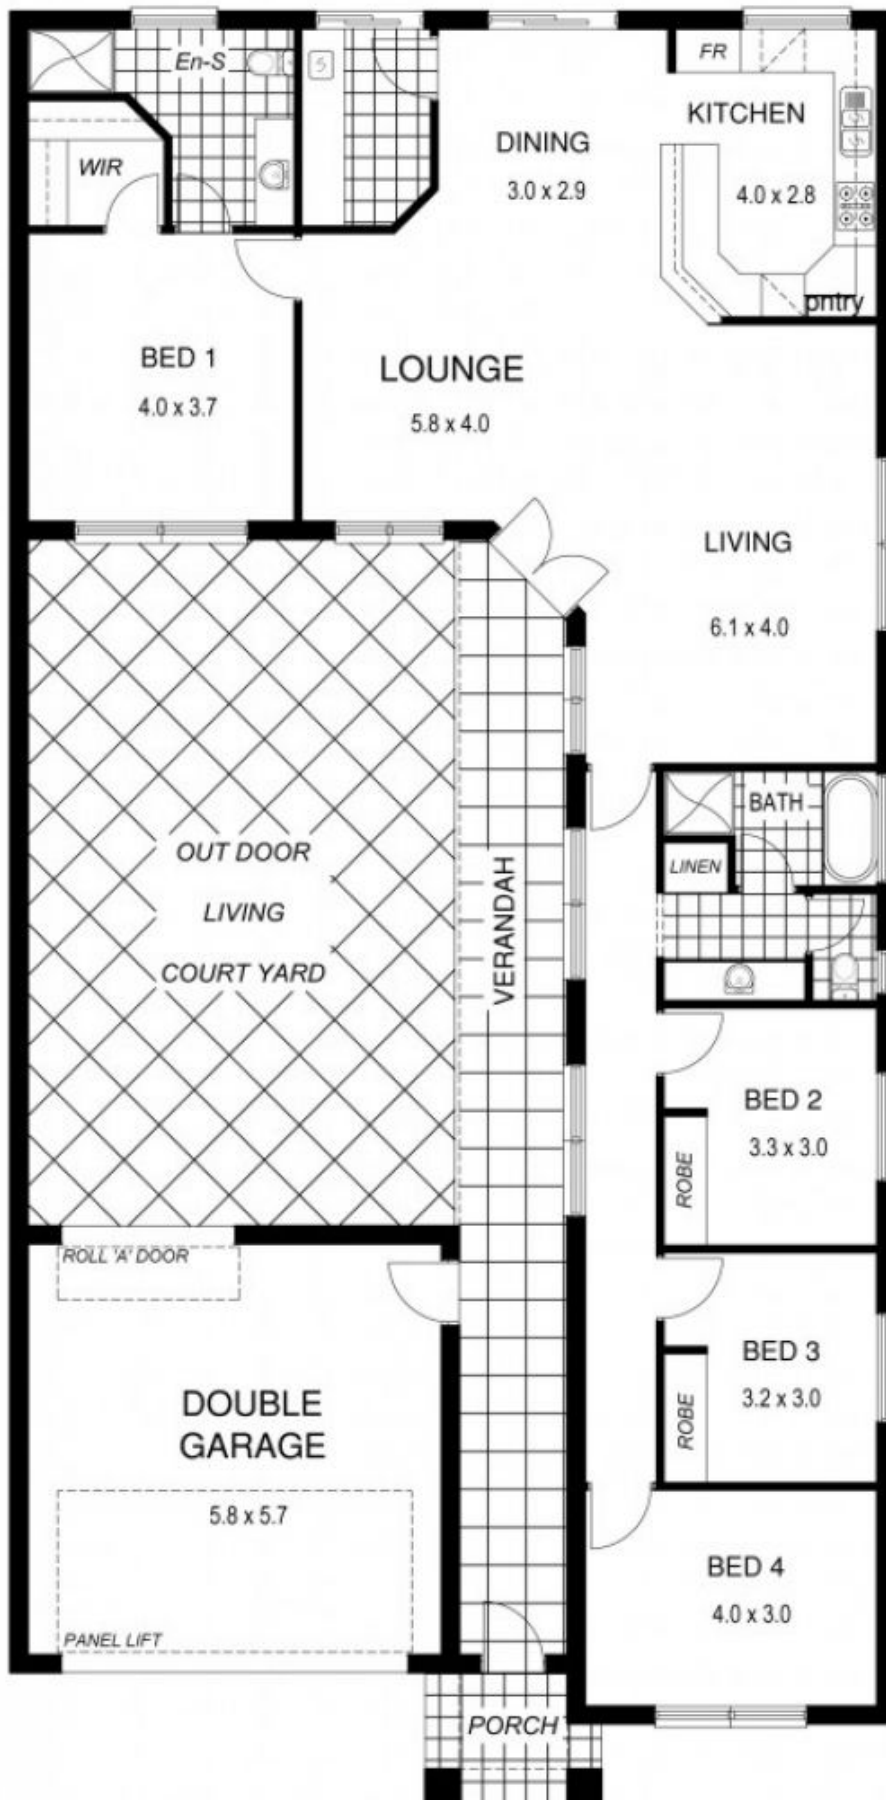 En-S
FR
KITCHEN
4.0 x 2.8
DINING
3.0 x 2.9
WIR
pntry
BED 1
4.0 x 3.7
LOUNGE
5.8 x 4.0
LIVING
6.1 x 4.0
BATH
LINEN
OUT DOOR
LIVING
COURT YARD
VERANDAH
BED 2
3.3 x 3.0
ROBE
ROLL 'A' DOOR
BED 3
3.2 x 3.0
ROBE
DOUBLE
GARAGE
5.8 x 5.7
BED 4
4.0 x 3.0
PANEL LIFT
PORCH